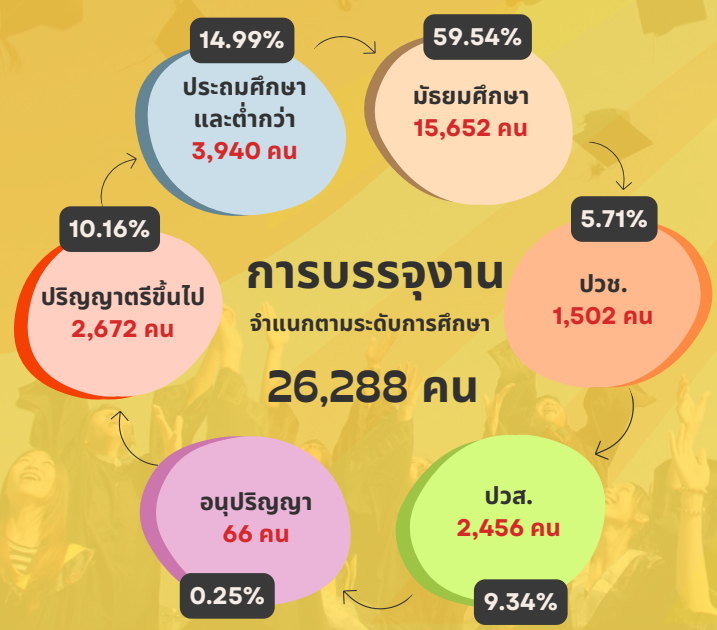 การบรรจุงาน
จำแนกตามระดับการศึกษา
26,288 คน
14.99%
ประถมศึกษา
และต่ำกว่า
3,940 คน
59.54%
มัธยมศึกษา
15,652 คน
5.71%
ปวช.
1,502 คน
ปวส.
2,456 คน
9.34%
อนุปริญญา
66 คน
0.25%
10.16%
ปริญญาตรีขึ้นไป
2,672 คน